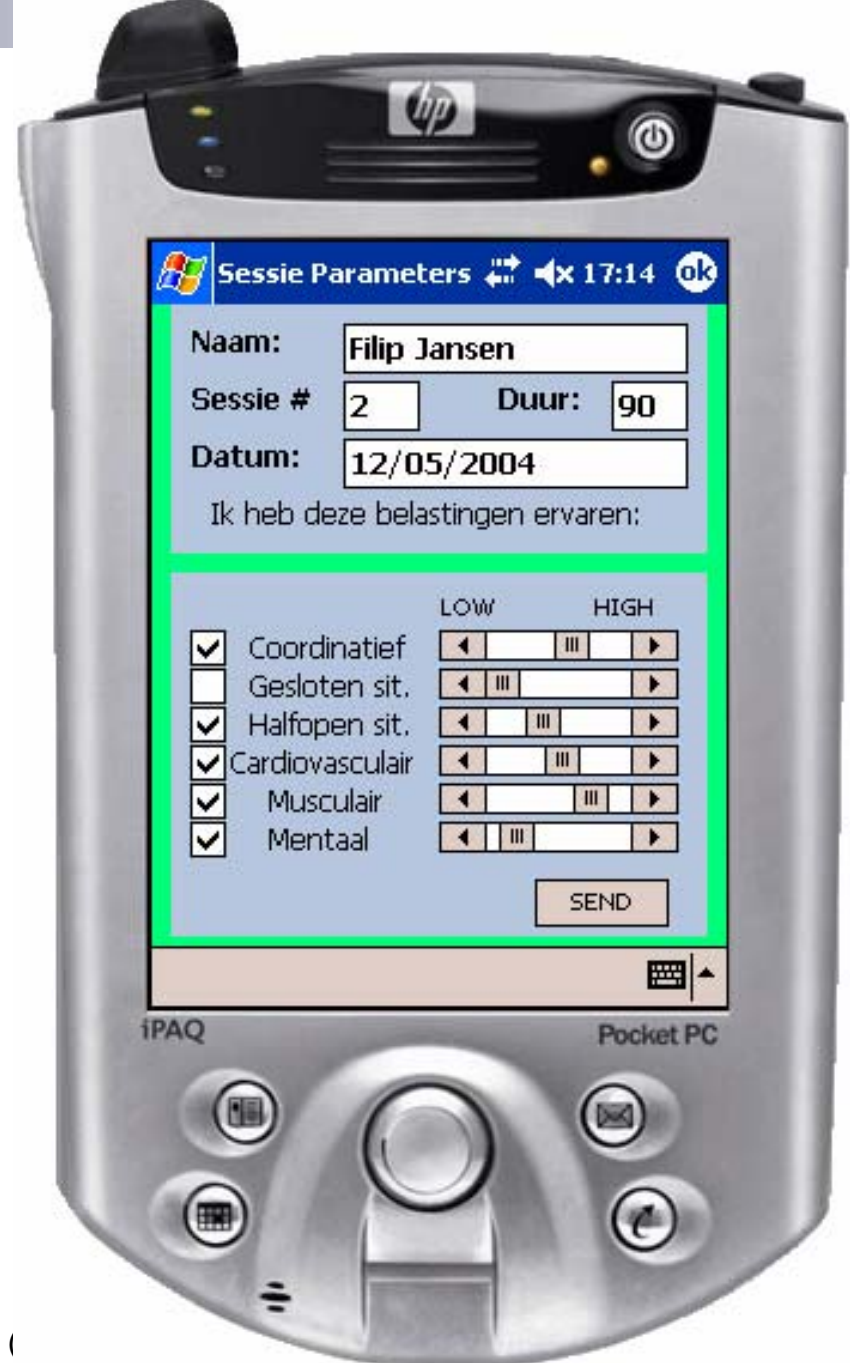 hp
Sessie Parameters 17:14 ok
Naam: Filip Jansen
Sessie # 2 Duur: 90
Datum: 12/05/2004
Ik heb deze belastingen ervaren:
LOW HIGH
Coordinatief
Gesloten sit.
Halfopen sit.
Cardiovasculair
Musculair
Mentaal
SEND
iPAQ Pocket PC
(